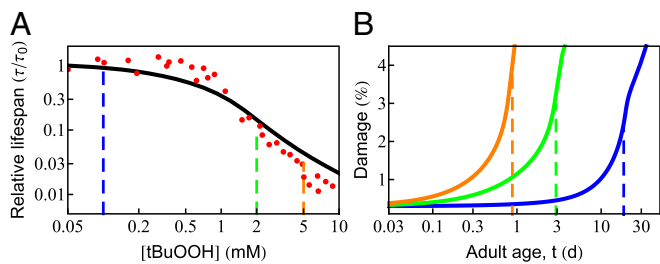 A
Relative lifespan (τ/τ0)
1
0.3
0.1
0.03
0.01
0.05 0.2 0.5 1 2 5 10
[tBuOOH] (mM)
B
Damage (%)
4
3
2
1
0.03 0.1 0.3 1 3 10 30
Adult age, t (d)